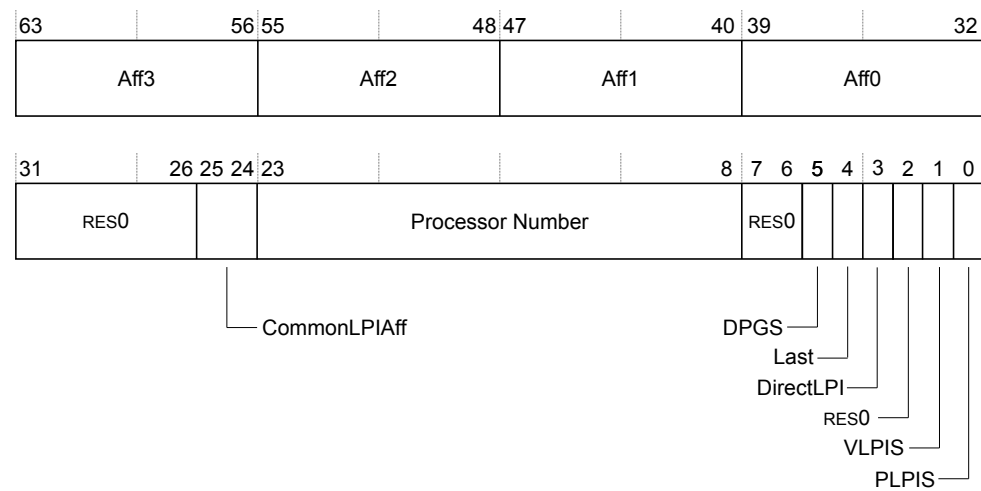 63 56 55 48 47 40 39 32
Aff3 Aff2 Aff1 Aff0
31 26 25 24 23 8 7 6 5 4 3 2 1 0
RES0 Processor Number RES0
CommonLPIAff DPGS
Last
DirectLPI
RES0
VLPIS
PLPIS